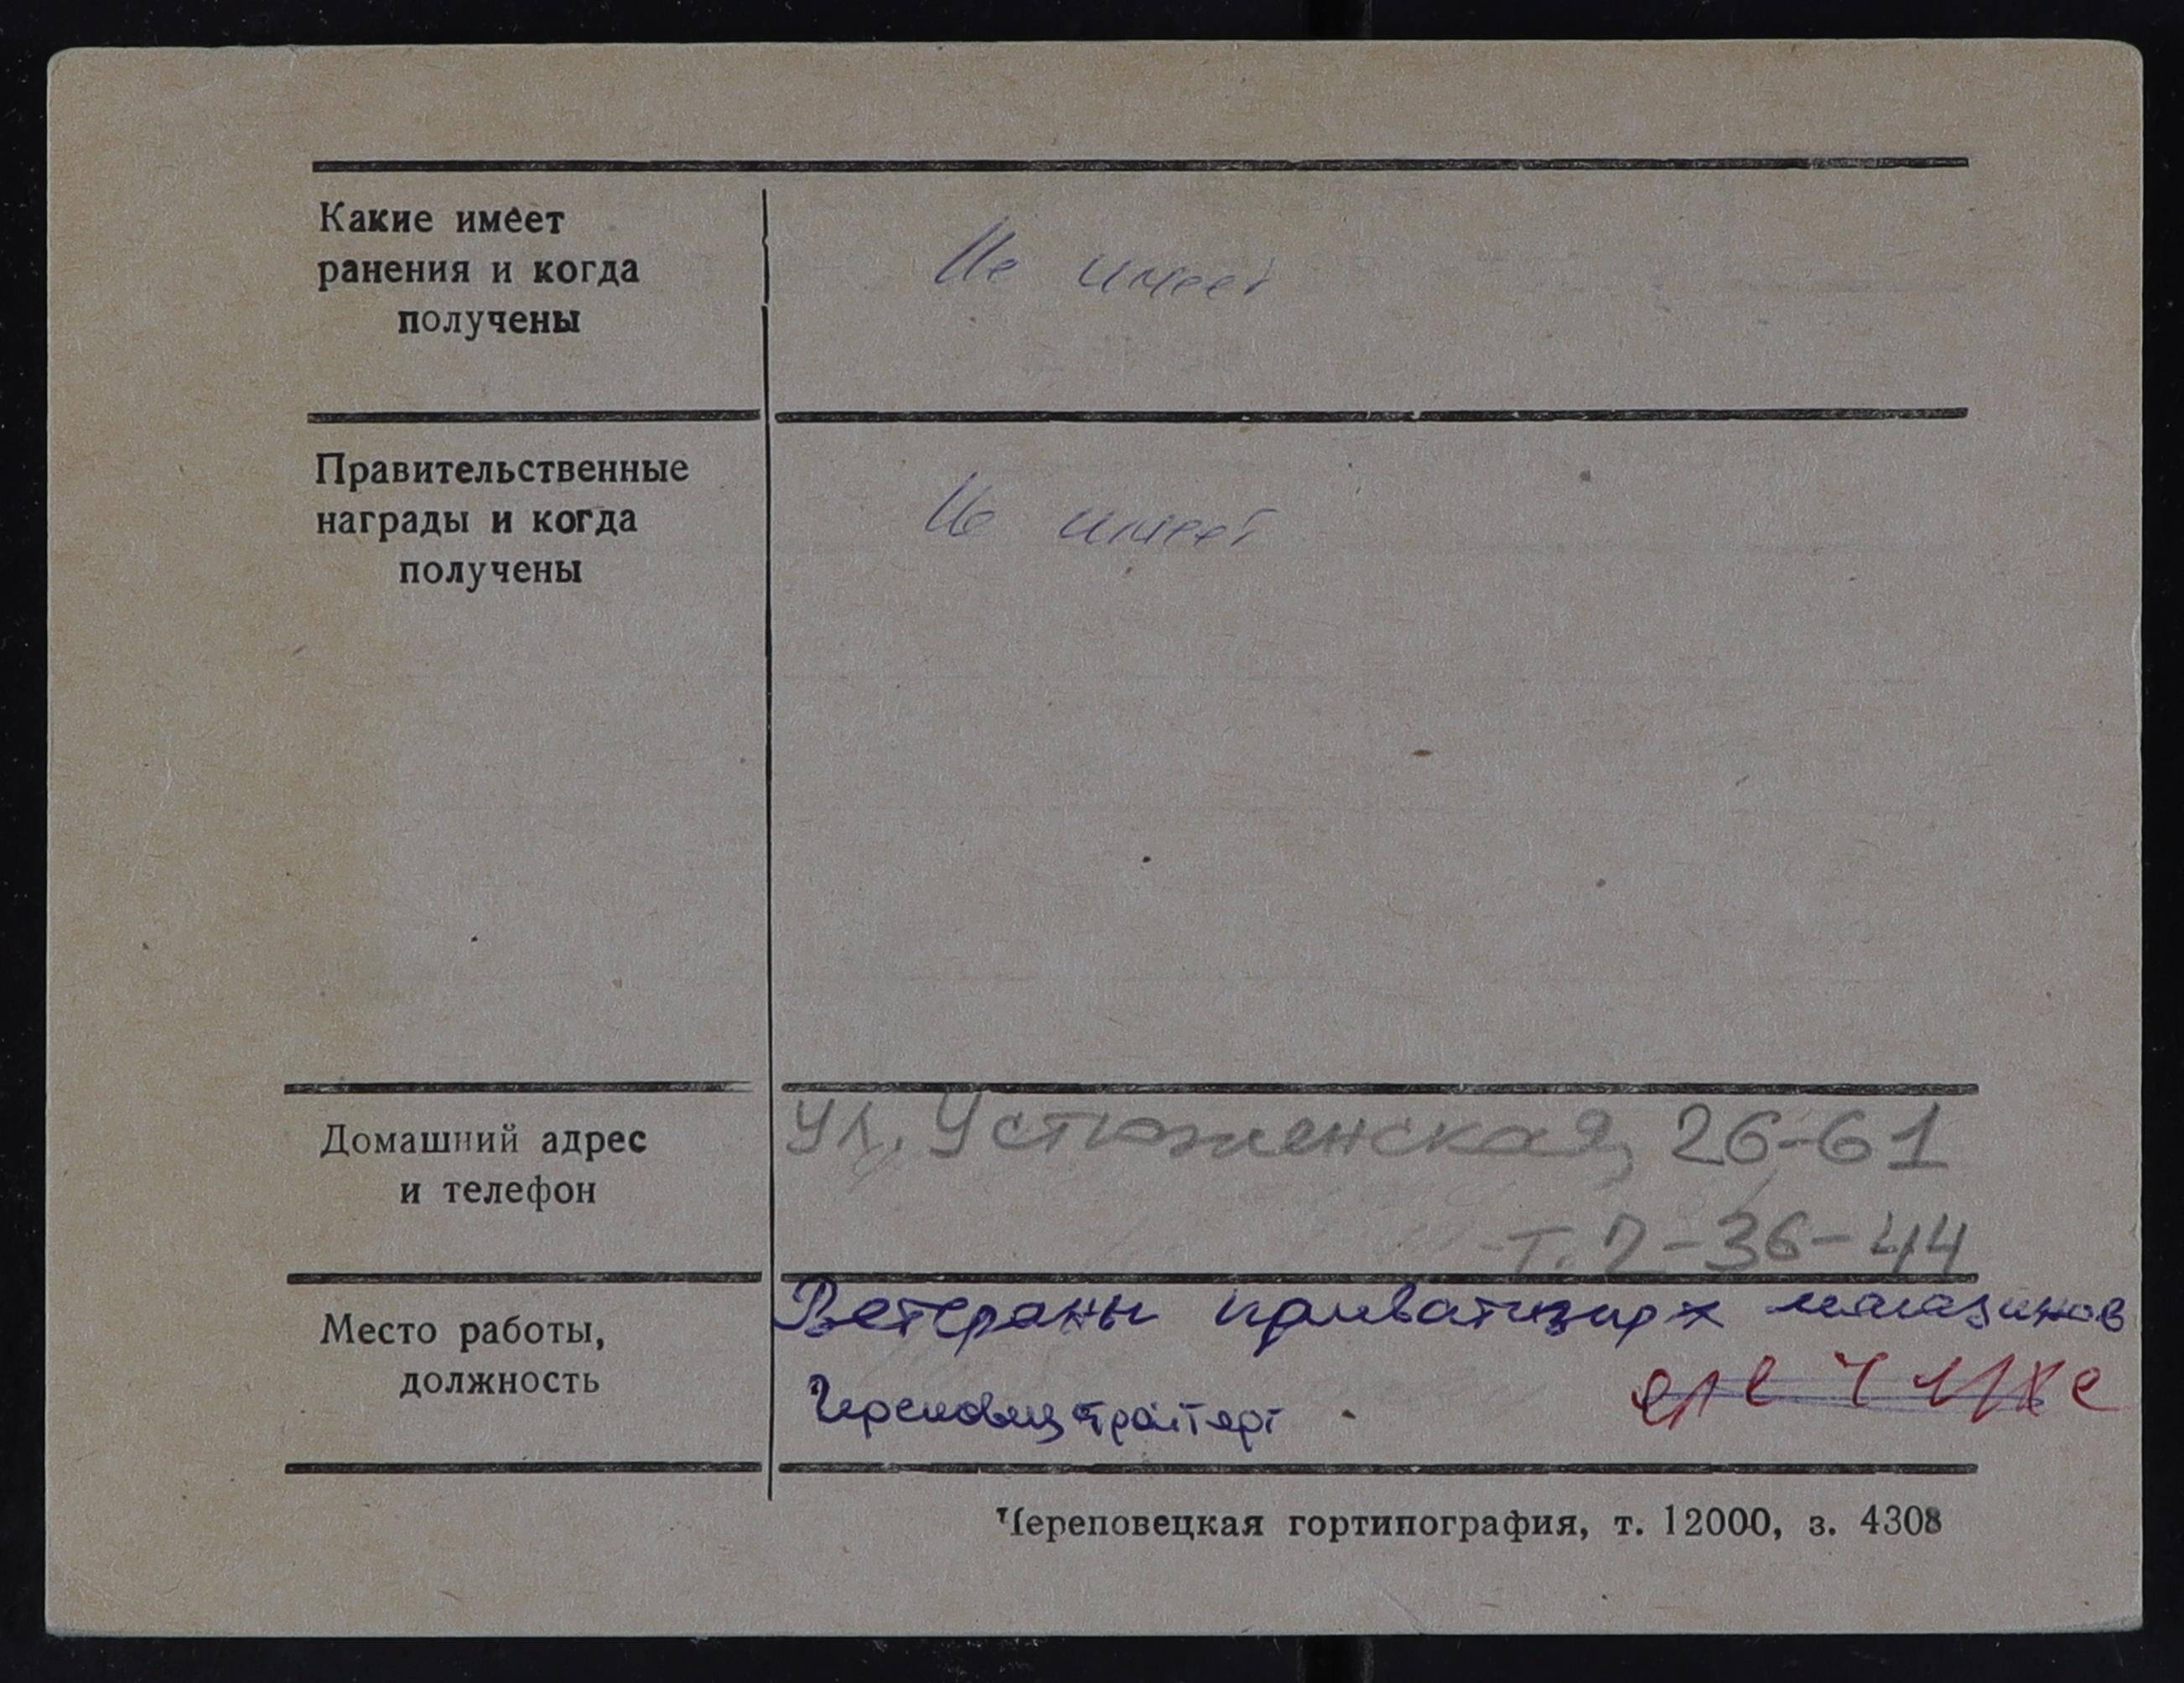 Какие имеет
ранения и когда
получены
Не имеет
Правительственные
награды и когда
получены
Не имеет
Домашний адрес
и телефон
ул. Устюженская, 26-61
т. 2-36-44
Место работы,
должность
Ветераны приватизир х магазинов
Череповецстройторг
Череповецкая гортипография, т. 12000, з. 4308